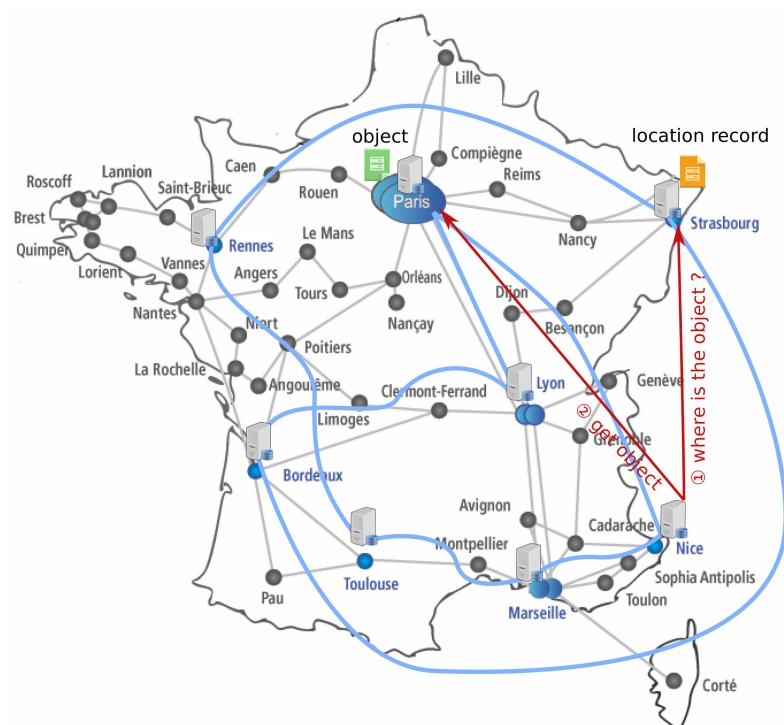 Lille
object
location record
Compiègne
Caen
Lannion
Roscoff
Saint-Brieuc
Rouen
Reims
Paris
Brest
Strasbourg
Quimper
Rennes
Le Mans
Nancy
Lorient
Vannes
Angers
Tours
Orléans
Dijon
Nantes
Nançay
Besançon
Niort
Poitiers
La Rochelle
Angoulême
Clermont-Ferrand
Lyon
Genève
Limoges
Grenoble
① where is the object ?
② get object
Bordeaux
Avignon
Cadarache
Montpellier
Nice
Toulouse
Sophia Antipolis
Pau
Toulon
Marseille
Corté